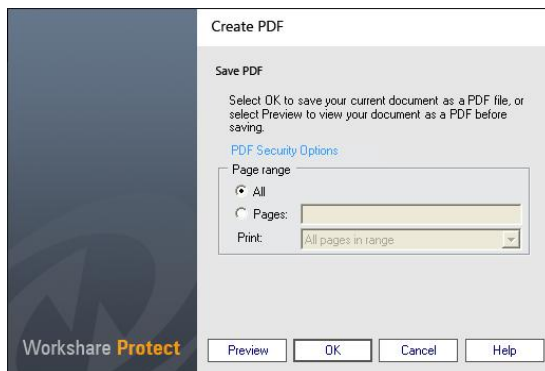 Create PDF
Save PDF
Select OK to save your current document as a PDF file, or
select Preview to view your document as a PDF before
saving.
PDF Security Options
Page range
All
Pages:
Print: All pages in range
Workshare Protect
Preview OK Cancel Help